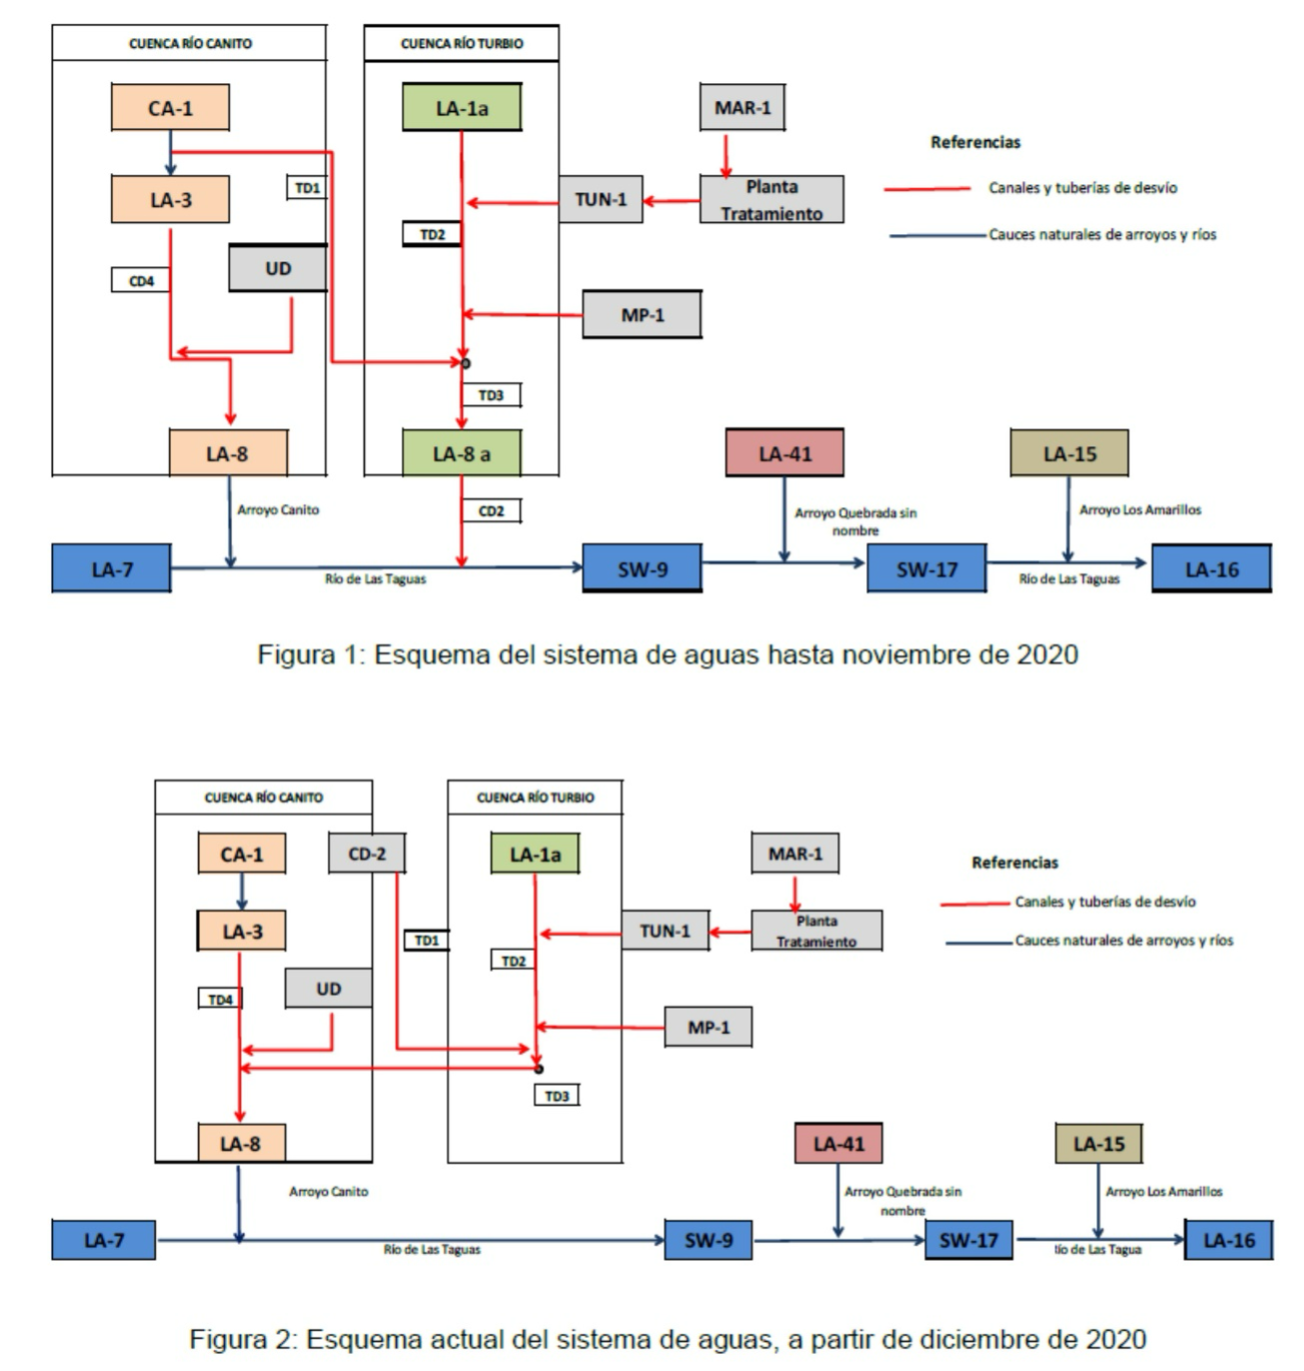 CUENCA RÍO CANITO
CUENCA RÍO TURBIO
CA-1
LA-1a
MAR-1
Referencias
LA-3
TD1
TUN-1
Planta
Tratamiento
Canales y tuberías de desvío
TD2
Cauces naturales de arroyos y ríos
CD4
UD
MP-1
TD3
LA-8
LA-8 a
LA-41
LA-15
Arroyo Canito
CD2
Arroyo Quebrada sin
nombre
Arroyo Los Amarillos
LA-7
Río de Las Taguas
SW-9
SW-17
Río de Las Taguas
LA-16
Figura 1: Esquema del sistema de aguas hasta noviembre de 2020
CUENCA RÍO CANITO
CUENCA RÍO TURBIO
CA-1
CD-2
LA-1a
MAR-1
Referencias
Canales y tuberías de desvío
LA-3
TD1
TUN-1
Planta
Tratamiento
Cauces naturales de arroyos y ríos
TD2
TD4
UD
MP-1
TD3
LA-8
LA-41
LA-15
Arroyo Canito
Arroyo Quebrada sin
nombre
Arroyo Los Amarillos
LA-7
Río de Las Taguas
SW-9
SW-17
lío de Las Tagua
LA-16
Figura 2: Esquema actual del sistema de aguas, a partir de diciembre de 2020